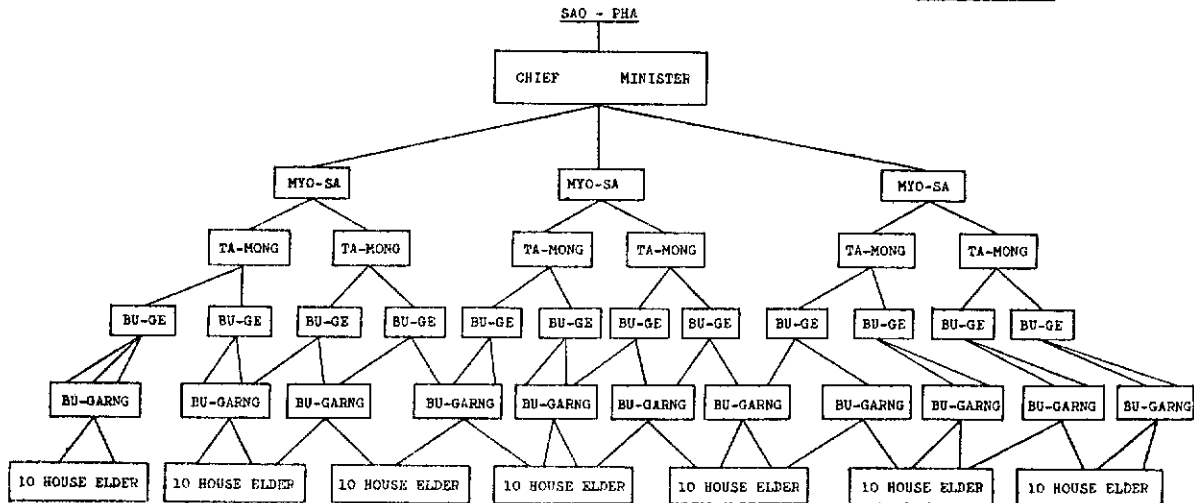 SAO - PHA
CHIEF MINISTER
MYO-SA MYO-SA MYO-SA
TA-MONG TA-MONG TA-MONG TA-MONG TA-MONG TA-MONG
BU-GE BU-GE BU-GE BU-GE BU-GE BU-GE BU-GE BU-GE BU-GE BU-GE BU-GE BU-GE
BU-GARNG BU-GARNG BU-GARNG BU-GARNG BU-GARNG BU-GARNG BU-GARNG BU-GARNG BU-GARNG BU-GARNG BU-GARNG
10 HOUSE ELDER 10 HOUSE ELDER 10 HOUSE ELDER 10 HOUSE ELDER 10 HOUSE ELDER 10 HOUSE ELDER 10 HOUSE ELDER